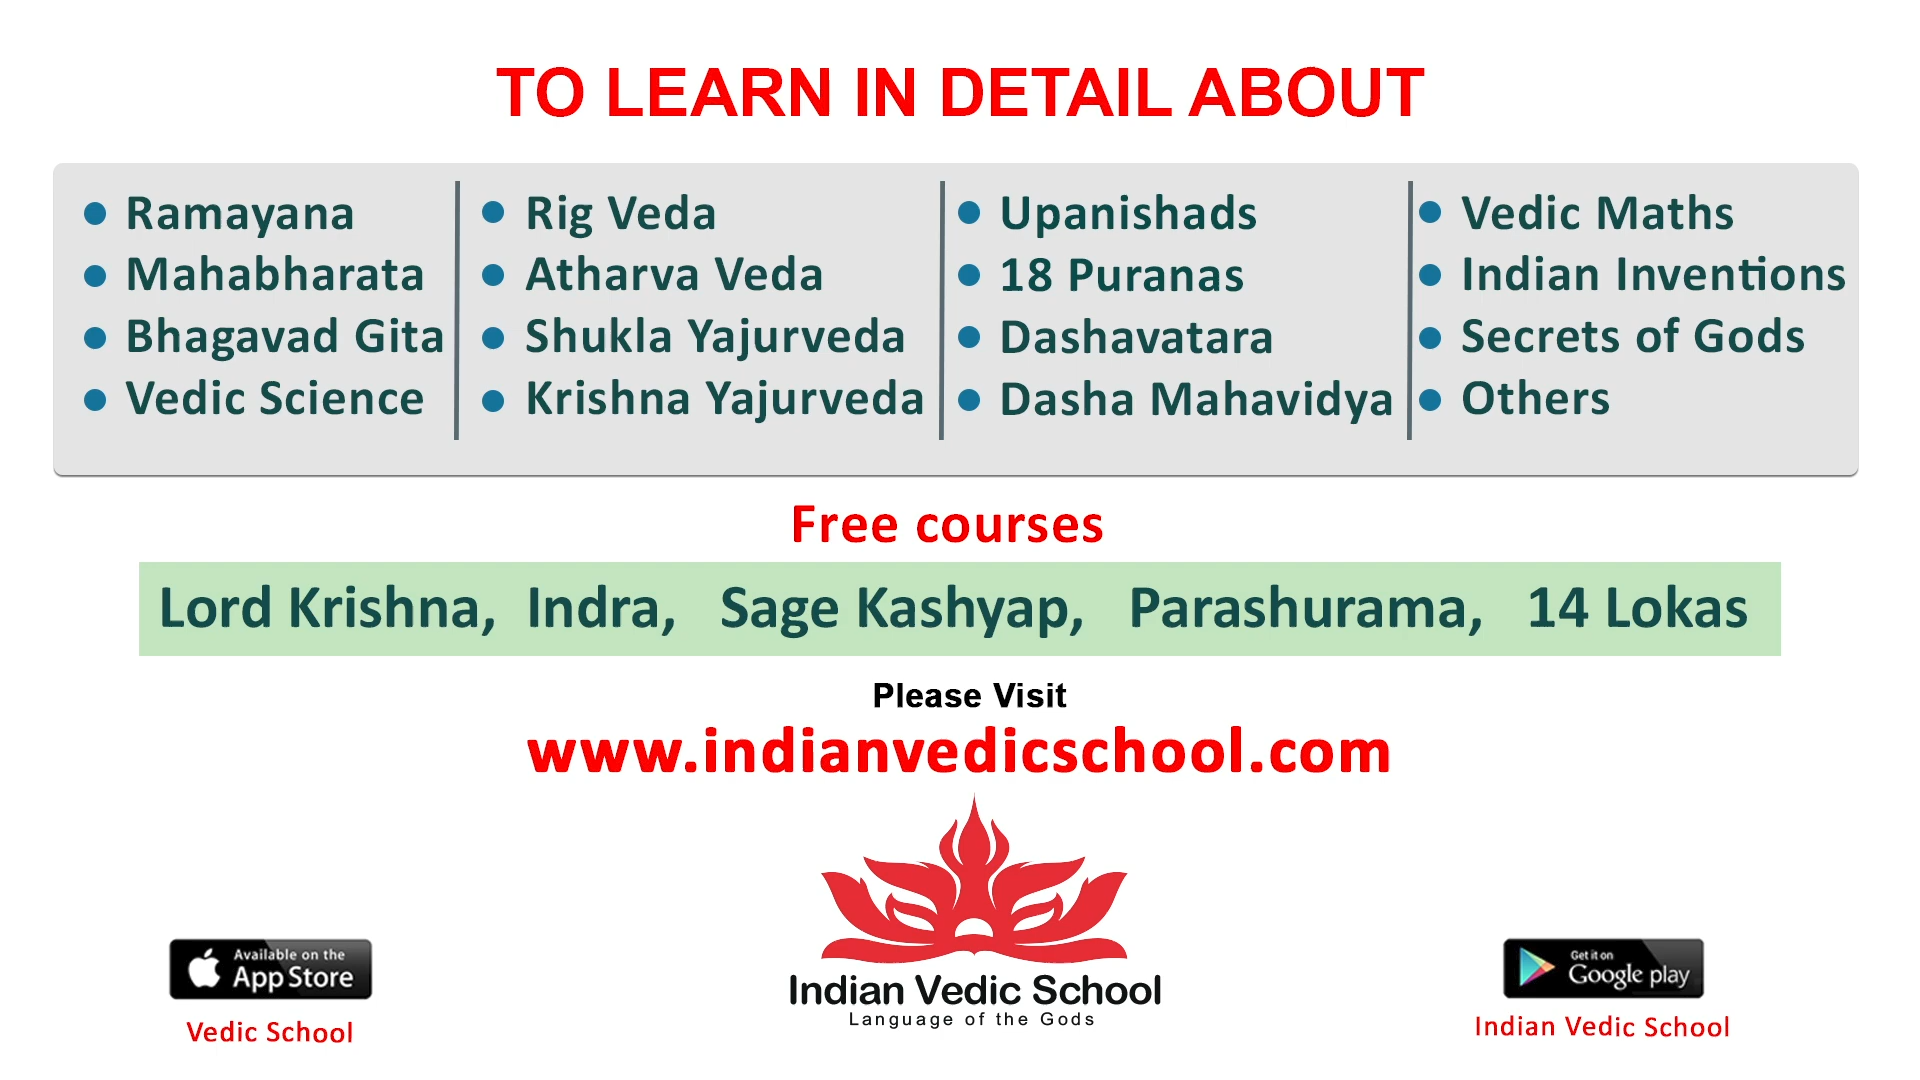 TO LEARN IN DETAIL ABOUT
Ramayana
Mahabharata
Bhagavad Gita
Vedic Science
Rig Veda
Atharva Veda
Shukla Yajurveda
Krishna Yajurveda
Upanishads
18 Puranas
Dashavatara
Dasha Mahavidya
Vedic Maths
Indian Inventions
Secrets of Gods
Others
Free courses
Lord Krishna, Indra, Sage Kashyap, Parashurama, 14 Lokas
Please Visit
www.indianvedicschool.com
Indian Vedic School
Language of the Gods
Available on the
App Store
Vedic School
Get it on
Google play
Indian Vedic School